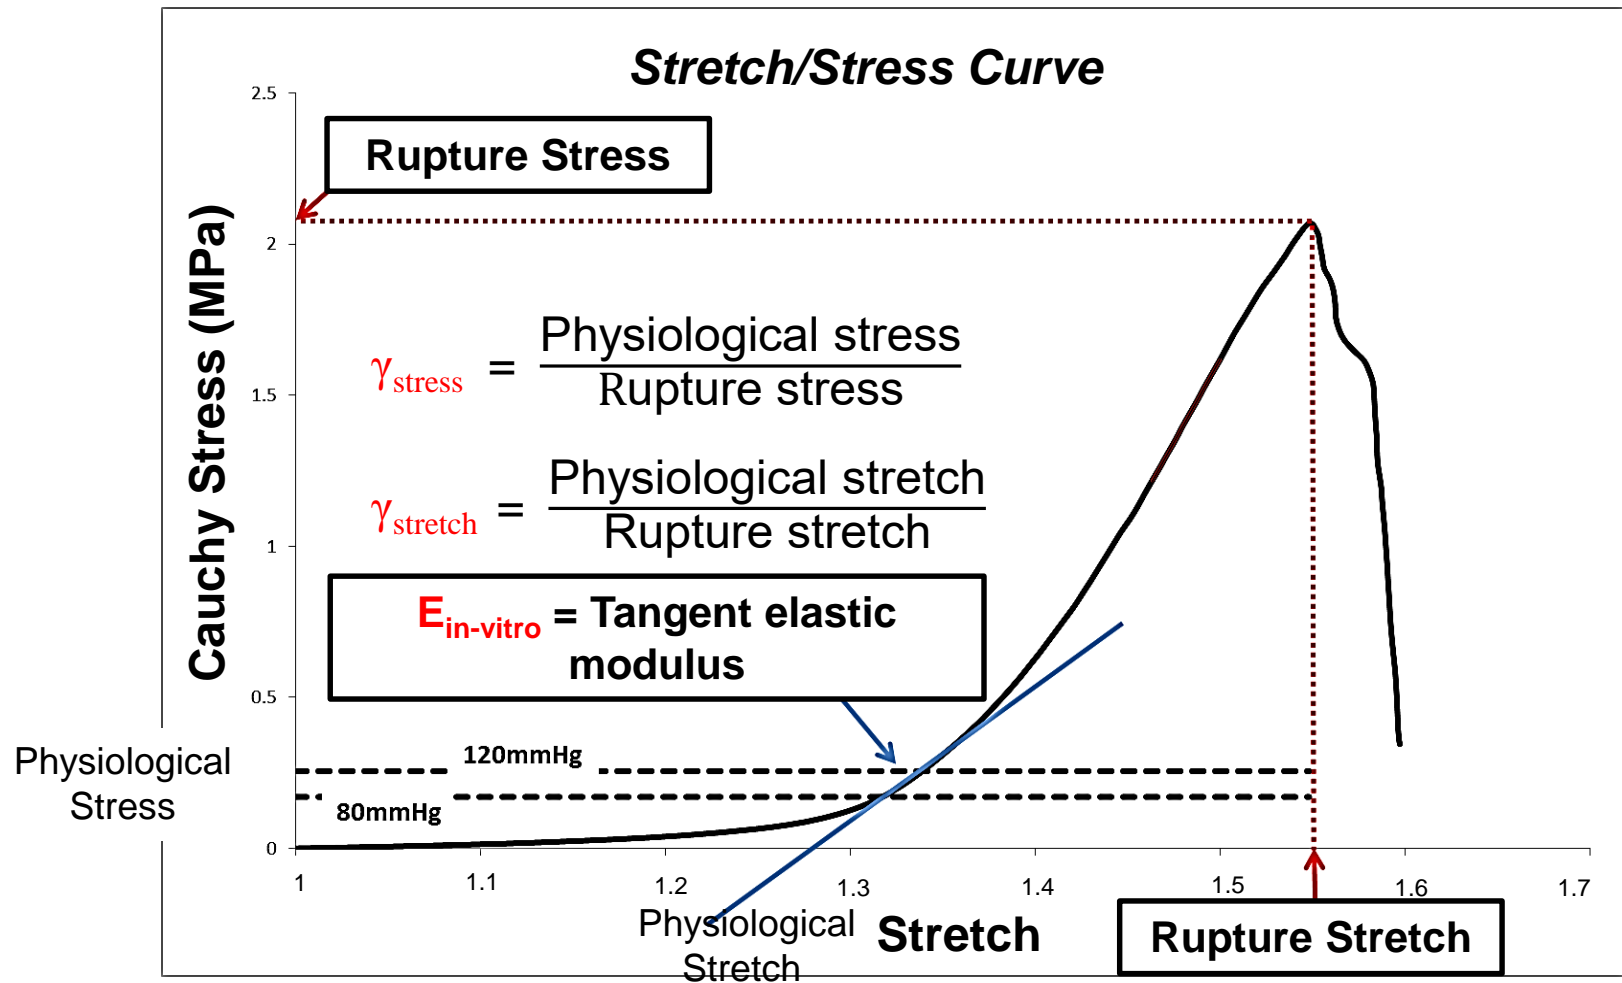 Stretch/Stress Curve
2.5
Rupture Stress
2
Cauchy Stress (MPa)
γstress = Physiological stress
Rupture stress
1.5
γstretch = Physiological stretch
Rupture stretch
1
Ein-vitro = Tangent elastic
modulus
0.5
120mmHg
Physiological
Stress
80mmHg
0
1 1.1 1.2 1.3 1.4 1.5 1.6 1.7
Physiological
Stretch
Stretch
Rupture Stretch